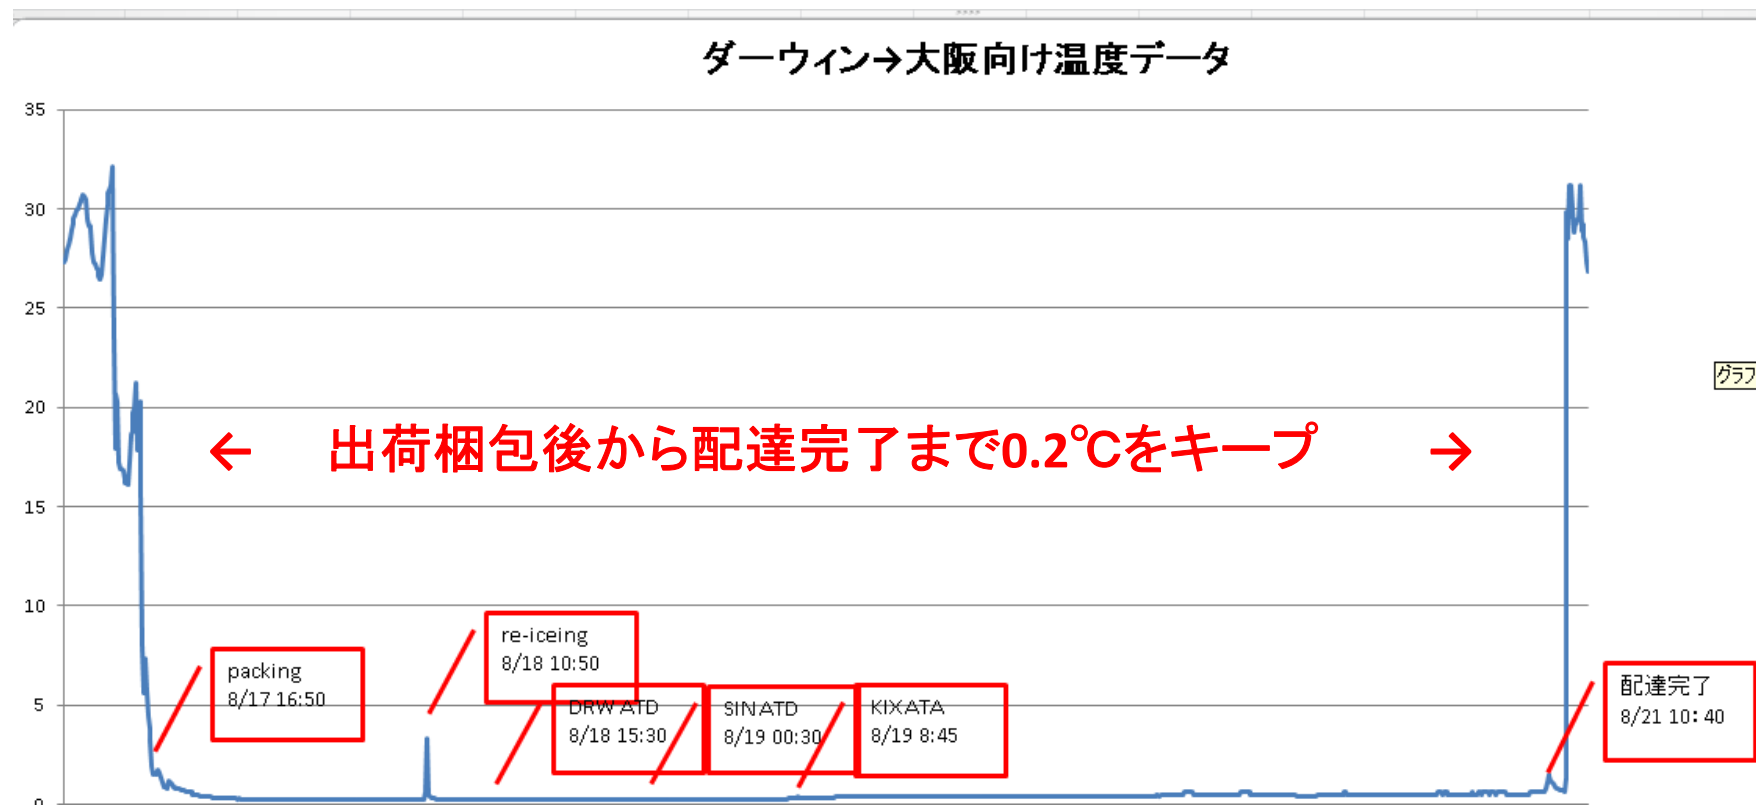 ダーウィン→大阪向け温度データ
35
30
25
20
15
10
5
0
← 出荷梱包後から配達完了まで0.2℃をキープ →
packing
8/17 16:50
re-iceing
8/18 10:50
DRW ATD
8/18 15:30
SIN ATD
8/19 00:30
KIX ATA
8/19 8:45
配達完了
8/21 10:40
グラフ